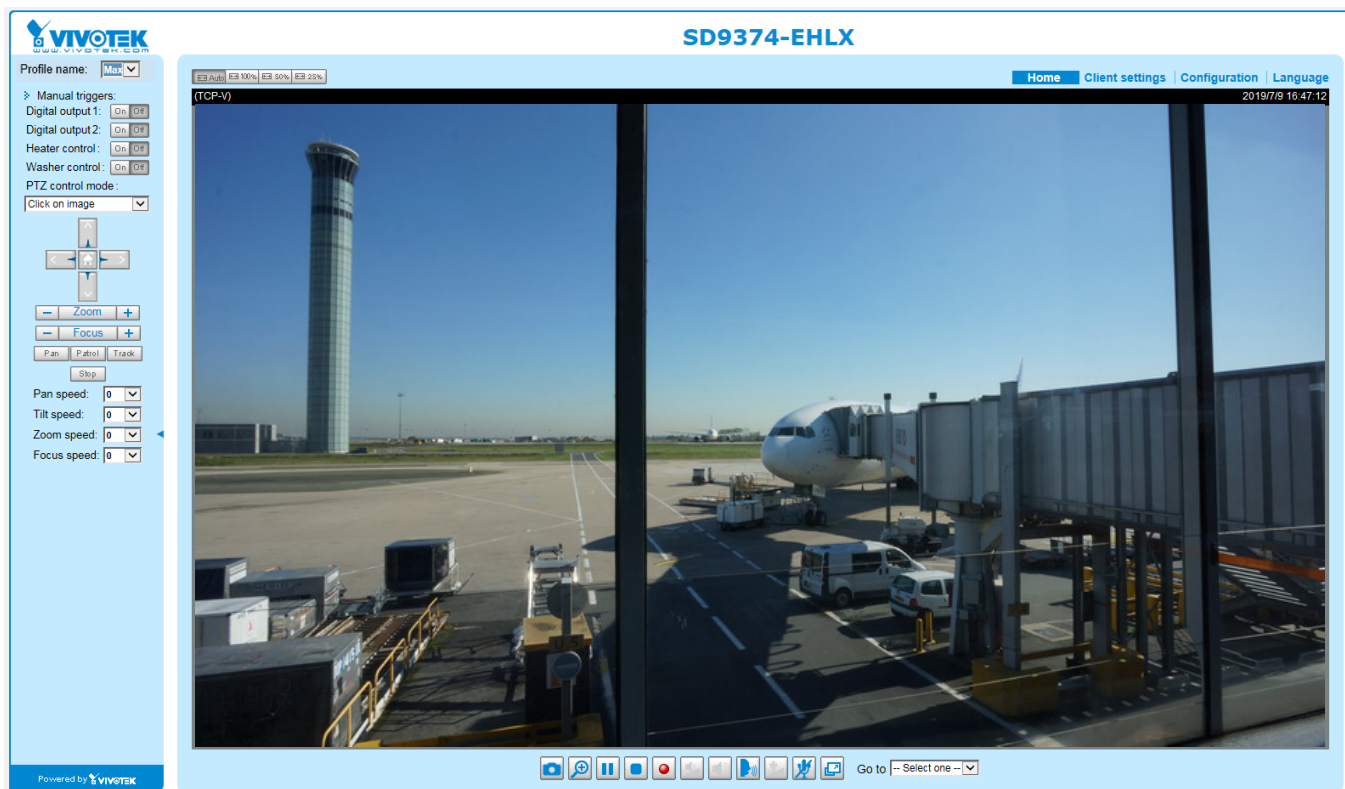 VIVOTEK
www.vivotek.com
SD9374-EHLX
Profile name: Max
Auto 100% 50% 25%
Home Client settings Configuration Language
Manual triggers:
(TCP-V) 2019/7/9 16:47:12
Digital output 1: On Off
Digital output 2: On Off
Heater control : On Off
Washer control : On Off
PTZ control mode :
Click on image
− Zoom +
− Focus +
Pan Patrol Track
Stop
Pan speed: 0
Tilt speed: 0
Zoom speed: 0
Focus speed: 0
Go to -- Select one --
Powered by VIVOTEK